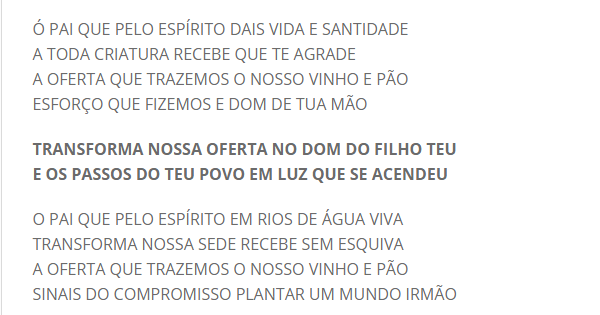 Ó PAI QUE PELO ESPÍRITO DAIS VIDA E SANTIDADE
A TODA CRIATURA RECEBE QUE TE AGRADE
A OFERTA QUE TRAZEMOS O NOSSO VINHO E PÃO
ESFORÇO QUE FIZEMOS E DOM DE TUA MÃO
TRANSFORMA NOSSA OFERTA NO DOM DO FILHO TEU
E OS PASSOS DO TEU POVO EM LUZ QUE SE ACENDEU
O PAI QUE PELO ESPÍRITO EM RIOS DE ÁGUA VIVA
TRANSFORMA NOSSA SEDE RECEBE SEM ESQUIVA
A OFERTA QUE TRAZEMOS O NOSSO VINHO E PÃO
SINAIS DO COMPROMISSO PLANTAR UM MUNDO IRMÃO